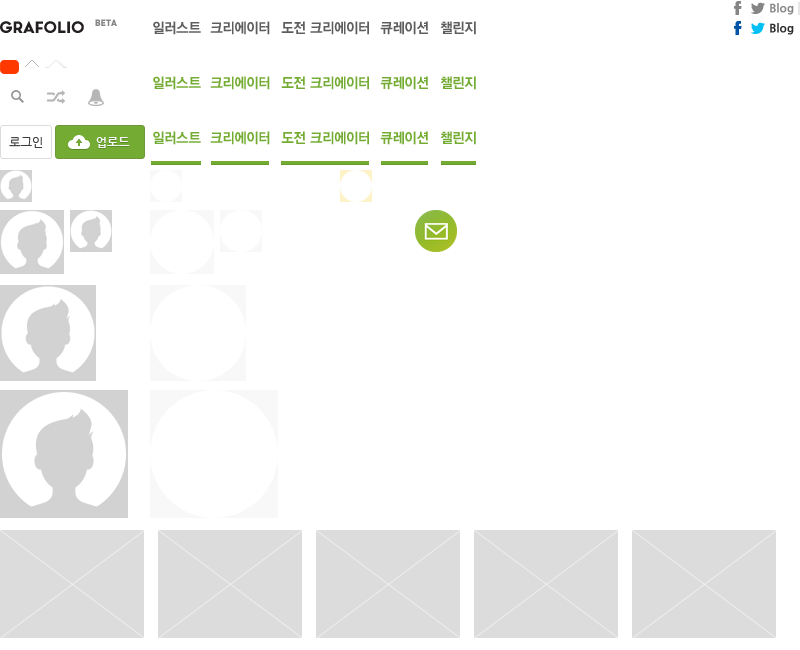 GRAFOLIO BETA 일러스트 크리에이터 도전 크리에이터 큐레이션 챌린지
Blog
Blog
일러스트 크리에이터 도전 크리에이터 큐레이션 챌린지
로그인 업로드 일러스트 크리에이터 도전 크리에이터 큐레이션 챌린지